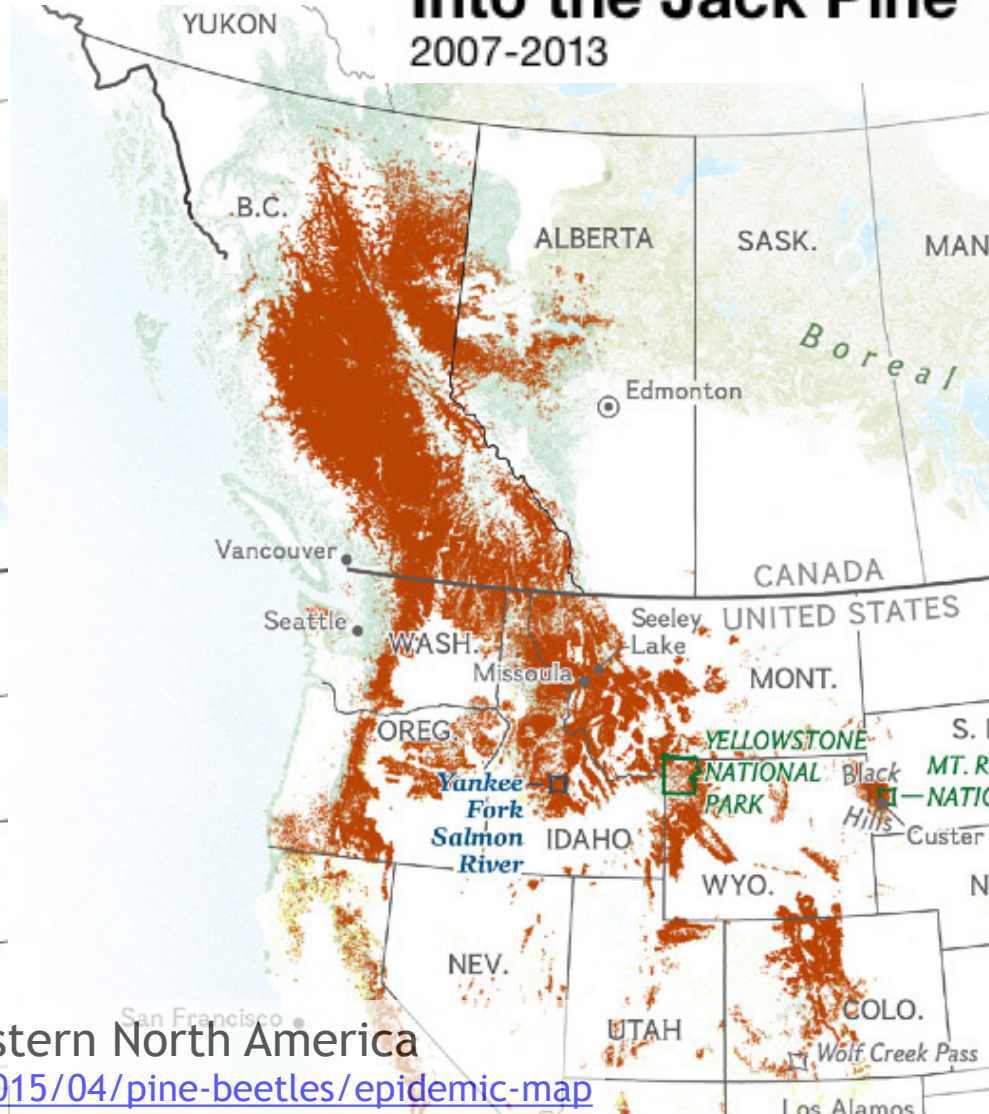 Into the Jack Pine
2007-2013
YUKON
B.C.
ALBERTA
SASK.
MAN
Boreal
Edmonton
Vancouver
CANADA
UNITED STATES
Seattle
WASH.
Seeley
Lake
Missoula
MONT.
OREG.
YELLOWSTONE
NATIONAL
PARK
Black
Hills
S.
MT. R
NATIO
Custer
Yankee
Fork
Salmon
River
IDAHO
WYO.
N
NEV.
UTAH
COLO.
San Francisco
Wolf Creek Pass
Los Alamos
stern North America
015/04/pine-beetles/epidemic-map